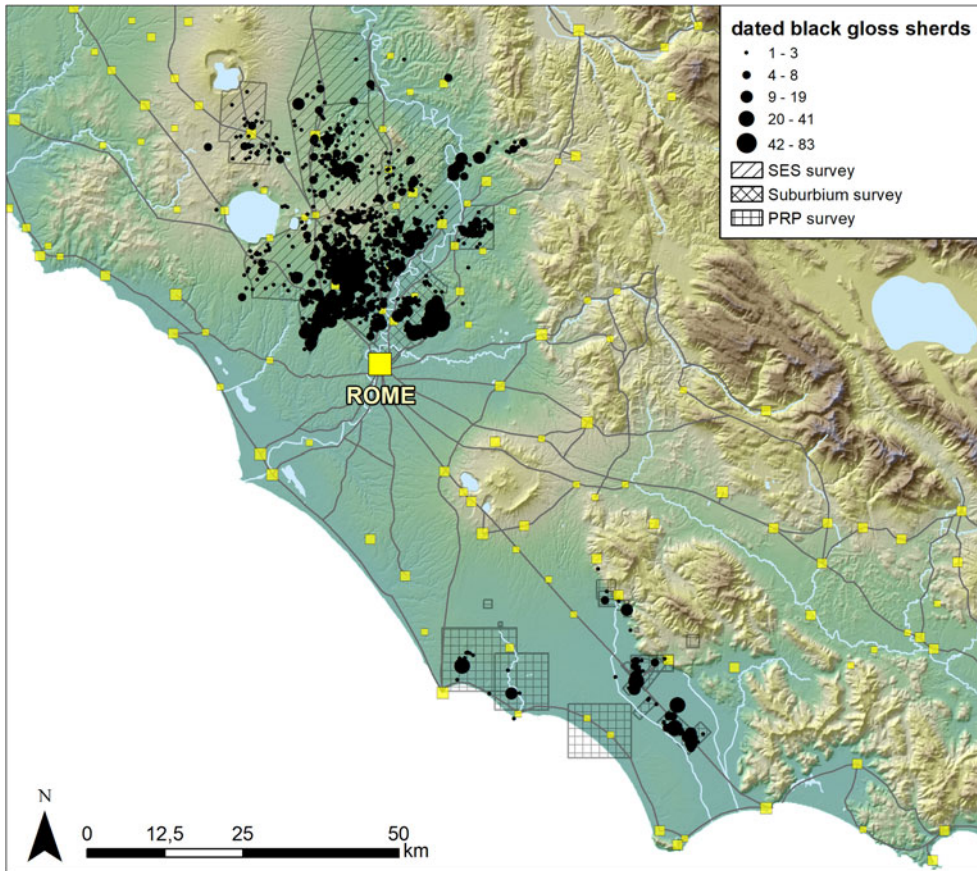 dated black gloss sherds
1 - 3
4 - 8
9 - 19
20 - 41
42 - 83
SES survey
Suburbium survey
PRP survey
ROME
N
0 12,5 25 50
km